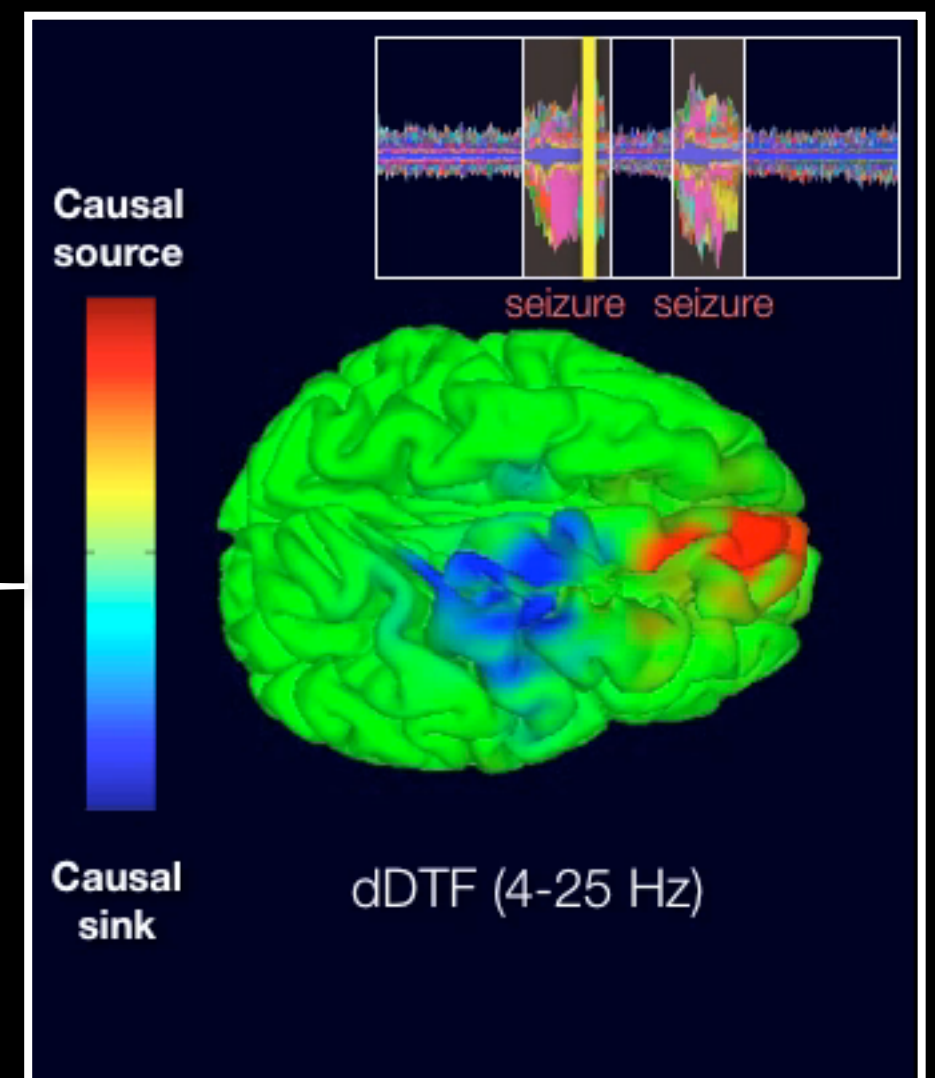 seizure seizure
Causal
source
Causal
sink
dDTF (4-25 Hz)